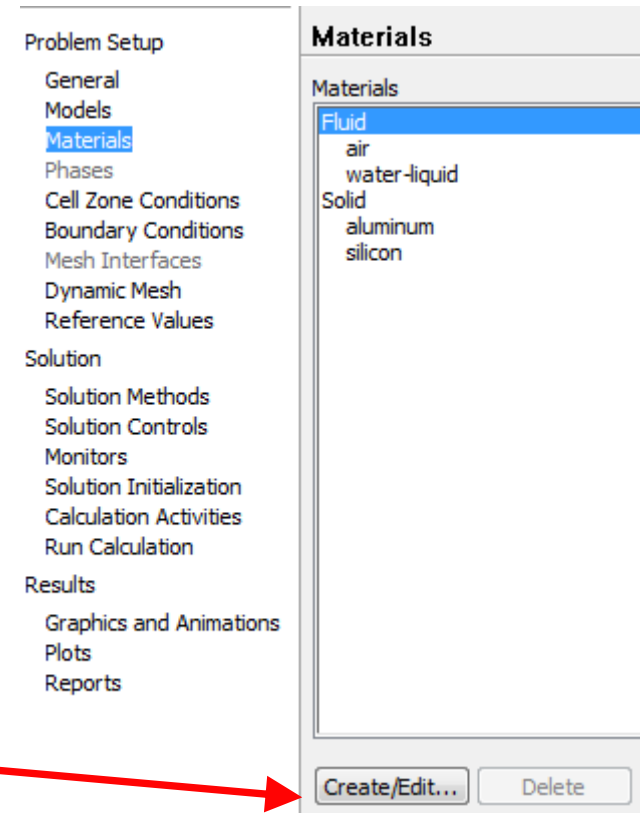 Problem Setup
General
Models
Materials
Phases
Cell Zone Conditions
Boundary Conditions
Mesh Interfaces
Dynamic Mesh
Reference Values
Solution
Solution Methods
Solution Controls
Monitors
Solution Initialization
Calculation Activities
Run Calculation
Results
Graphics and Animations
Plots
Reports
Materials
Materials
Fluid
air
water-liquid
Solid
aluminum
silicon
Create/Edit... Delete